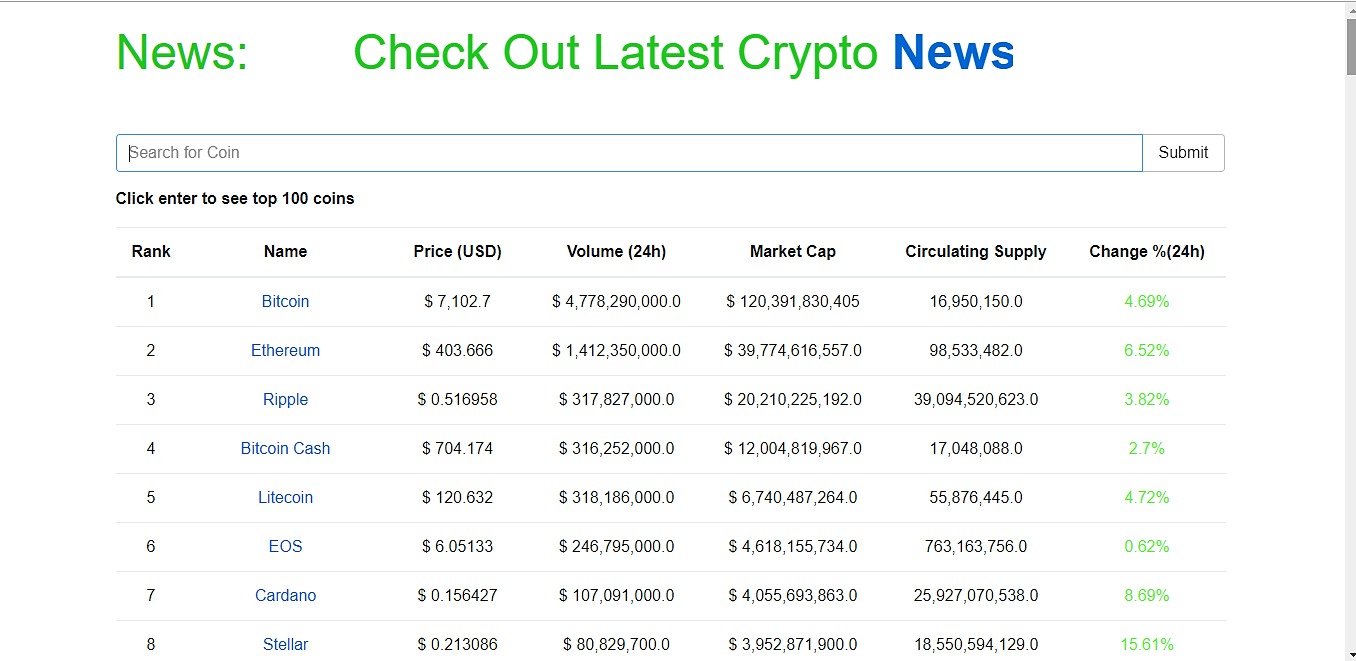 News: Check Out Latest Crypto News
Search for Coin Submit
Click enter to see top 100 coins
Rank Name Price (USD) Volume (24h) Market Cap Circulating Supply Change %(24h)
1 Bitcoin $ 7,102.7 $ 4,778,290,000.0 $ 120,391,830,405 16,950,150.0 4.69%
2 Ethereum $ 403.666 $ 1,412,350,000.0 $ 39,774,616,557.0 98,533,482.0 6.52%
3 Ripple $ 0.516958 $ 317,827,000.0 $ 20,210,225,192.0 39,094,520,623.0 3.82%
4 Bitcoin Cash $ 704.174 $ 316,252,000.0 $ 12,004,819,967.0 17,048,088.0 2.7%
5 Litecoin $ 120.632 $ 318,186,000.0 $ 6,740,487,264.0 55,876,445.0 4.72%
6 EOS $ 6.05133 $ 246,795,000.0 $ 4,618,155,734.0 763,163,756.0 0.62%
7 Cardano $ 0.156427 $ 107,091,000.0 $ 4,055,693,863.0 25,927,070,538.0 8.69%
8 Stellar $ 0.213086 $ 80,829,700.0 $ 3,952,871,900.0 18,550,594,129.0 15.61%